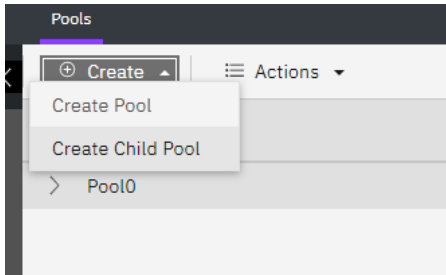 Pools
Create
Actions
Create Pool
Create Child Pool
Pool0